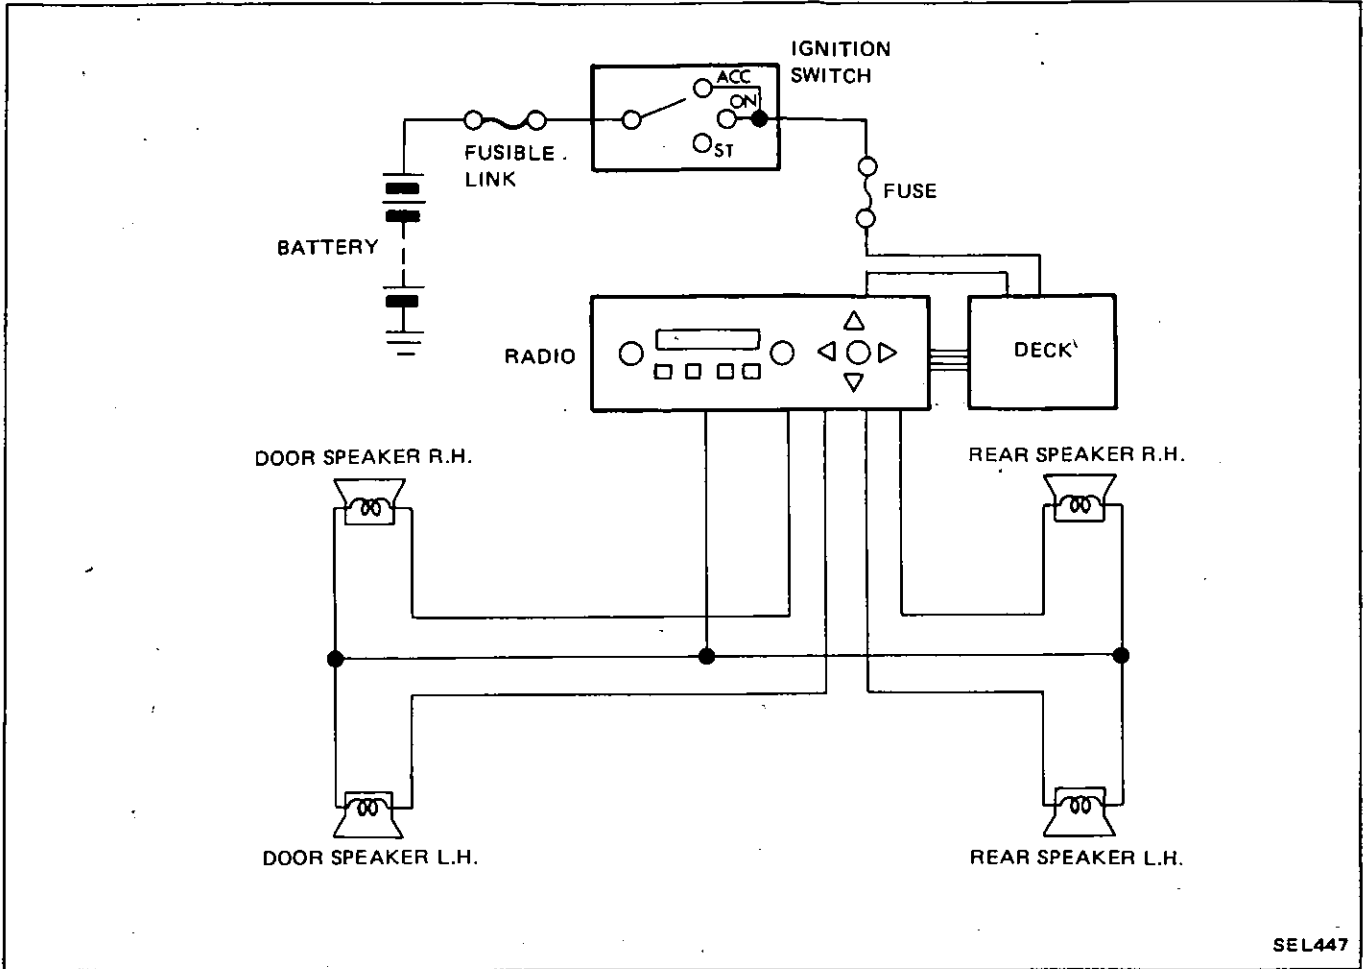 IGNITION
SWITCH
ACC
ON
ST
FUSIBLE
LINK
FUSE
BATTERY
RADIO
DECK
DOOR SPEAKER R.H.
REAR SPEAKER R.H.
DOOR SPEAKER L.H.
REAR SPEAKER L.H.
SEL447